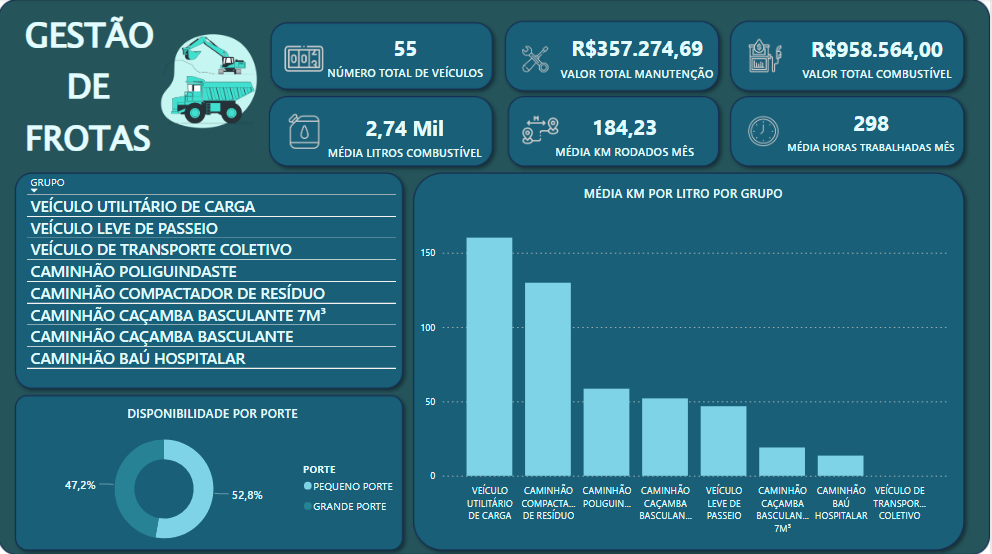 GESTÃO
DE
FROTAS
55
NÚMERO TOTAL DE VEÍCULOS
R$357.274,69
VALOR TOTAL MANUTENÇÃO
R$958.564,00
VALOR TOTAL COMBUSTÍVEL
2,74 Mil
MÉDIA LITROS COMBUSTÍVEL
184,23
MÉDIA KM RODADOS MÊS
298
MÉDIA HORAS TRABALHADAS MÊS
GRUPO
VEÍCULO UTILITÁRIO DE CARGA
VEÍCULO LEVE DE PASSEIO
VEÍCULO DE TRANSPORTE COLETIVO
CAMINHÃO POLIGUINDASTE
CAMINHÃO COMPACTADOR DE RESÍDUO
CAMINHÃO CAÇAMBA BASCULANTE 7M³
CAMINHÃO CAÇAMBA BASCULANTE
CAMINHÃO BAÚ HOSPITALAR
DISPONIBILIDADE POR PORTE
47,2%
52,8%
PORTE
PEQUENO PORTE
GRANDE PORTE
MÉDIA KM POR LITRO POR GRUPO
150
100
50
0
VEÍCULO
UTILITÁRIO
DE CARGA
CAMINHÃO
COMPACTA...
DE RESÍDUO
CAMINHÃO
POLIGUIN...
CAMINHÃO
CAÇAMBA
BASCULAN...
VEÍCULO
LEVE DE
PASSEIO
CAMINHÃO
CAÇAMBA
BASCULAN...
7M³
CAMINHÃO
BAÚ
HOSPITALAR
VEÍCULO DE
TRANSPOR...
COLETIVO